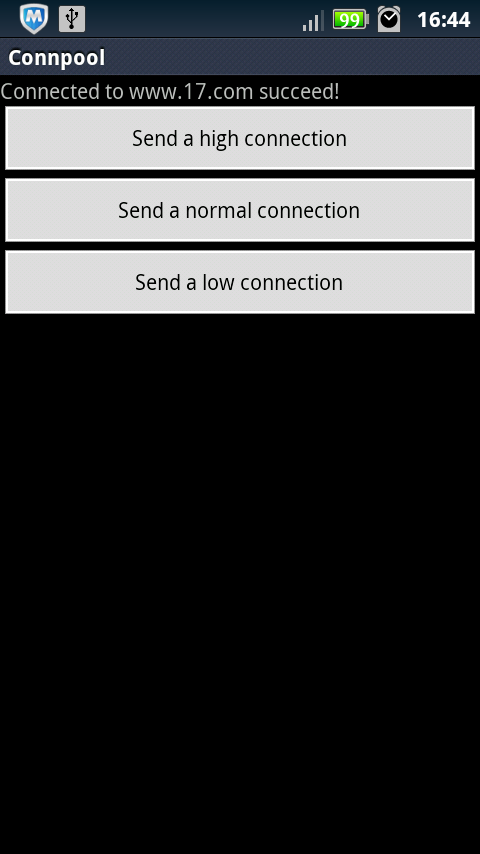 M 99 16:44
Connpool
Connected to www.17.com succeed!
Send a high connection
Send a normal connection
Send a low connection